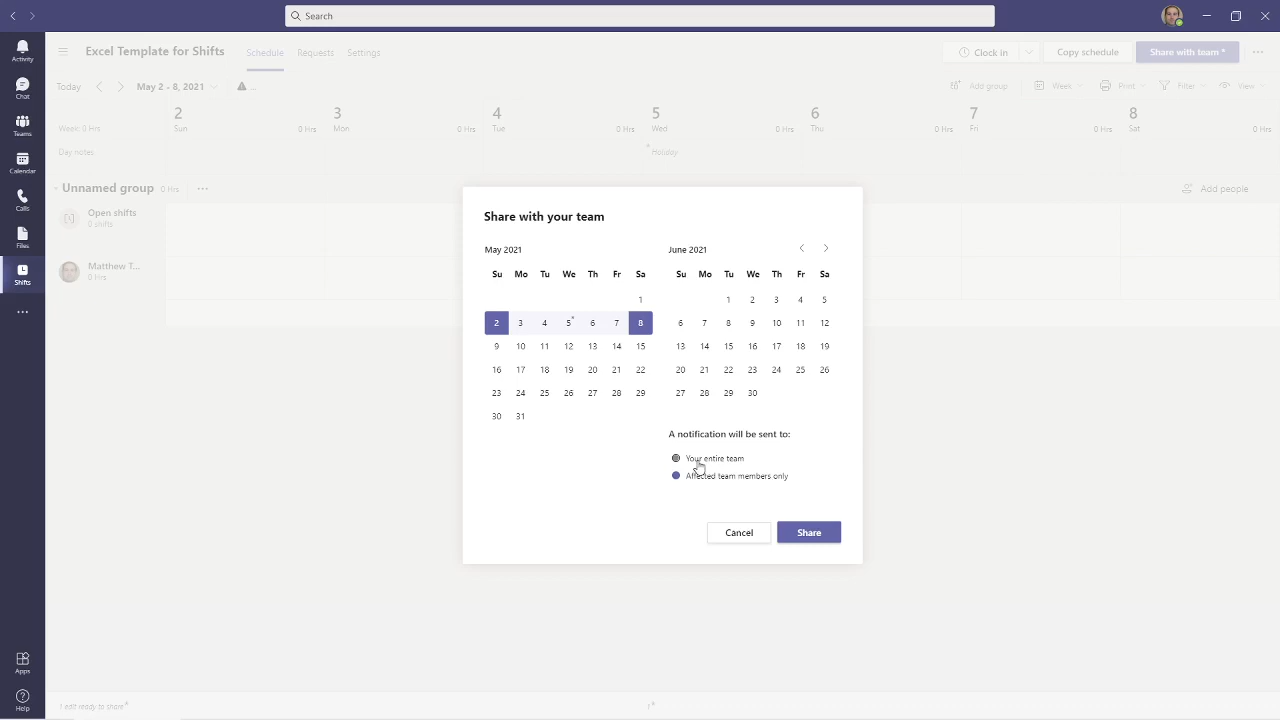 Search
Activity
Chat
Teams
Calendar
Calls
Files
Shifts
Apps
Help
Excel Template for Shifts
Schedule
Requests
Settings
Clock in
Copy schedule
Share with team *
Today
May 2 - 8, 2021
...
Add group
Week
Print
Filter
View
Week: 0 Hrs
2
Sun
0 Hrs
3
Mon
0 Hrs
4
Tue
0 Hrs
5
Wed
0 Hrs
6
Thu
0 Hrs
7
Fri
0 Hrs
8
Sat
0 Hrs
Day notes
* Holiday
Unnamed group 0 Hrs
Add people
Open shifts
0 shifts
Matthew T...
0 Hrs
Share with your team
May 2021
Su Mo Tu We Th Fr Sa
1
2 3 4 5* 6 7 8
9 10 11 12 13 14 15
16 17 18 19 20 21 22
23 24 25 26 27 28 29
30 31
June 2021
Su Mo Tu We Th Fr Sa
1 2 3 4 5
6 7 8 9 10 11 12
13 14 15 16 17 18 19
20 21 22 23 24 25 26
27 28 29 30
A notification will be sent to:
Your entire team
Affected team members only
Cancel
Share
1 edit ready to share*
1*